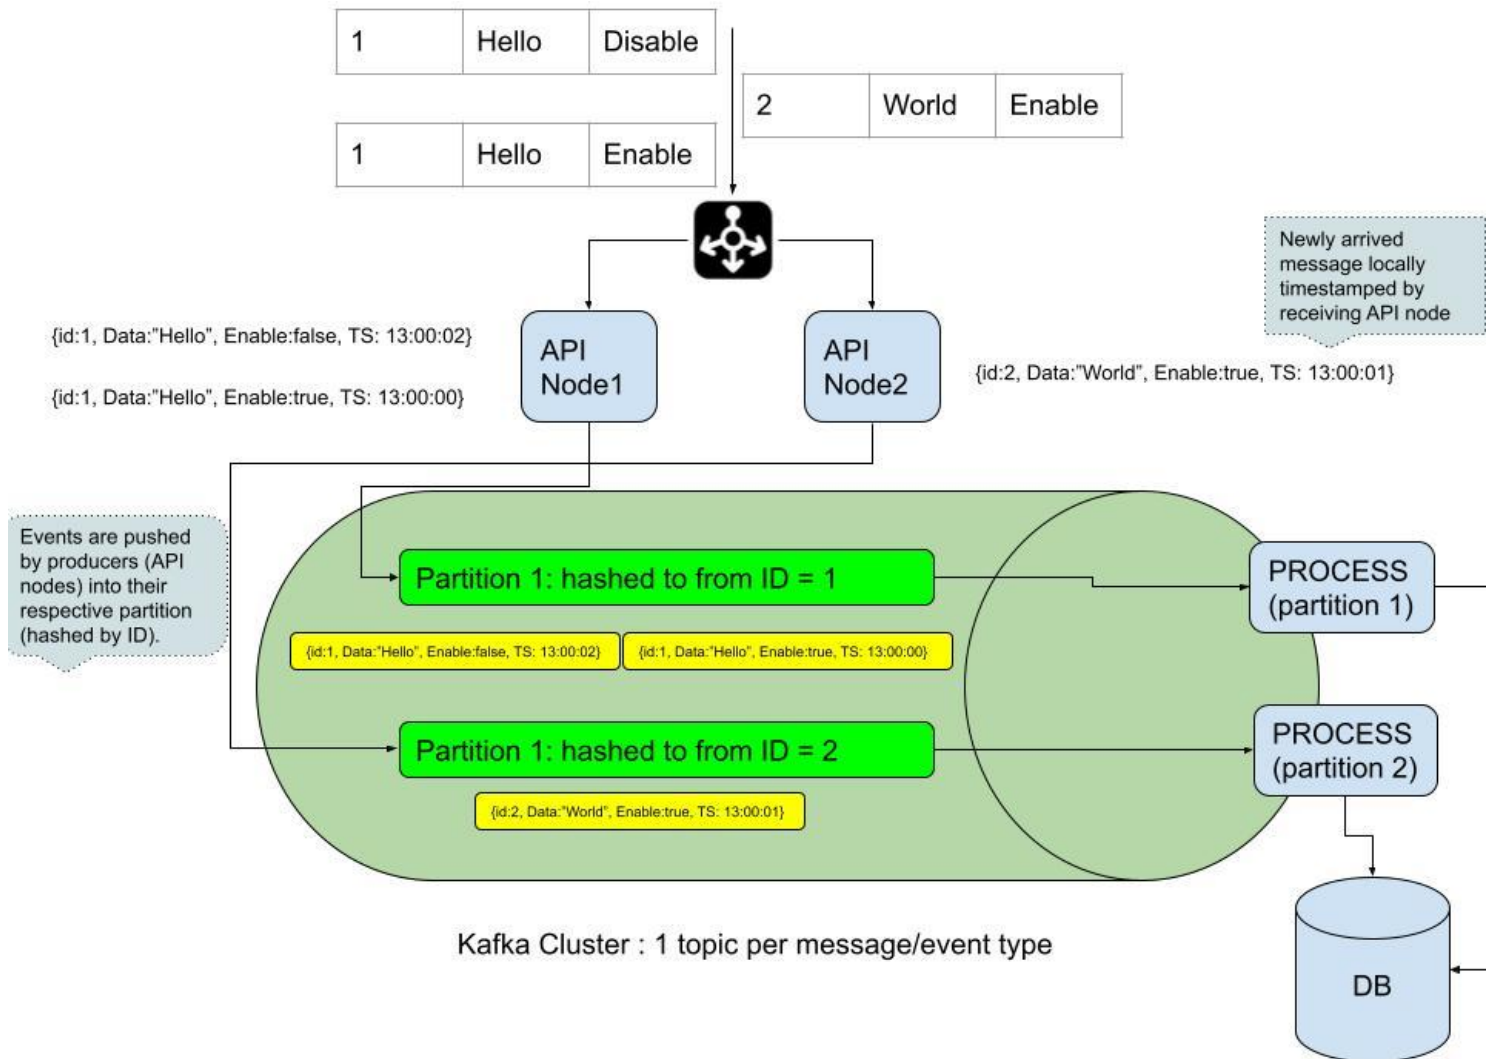 1 Hello Disable
2 World Enable
1 Hello Enable
Newly arrived
message locally
timestamped by
receiving API node
{id:1, Data:"Hello", Enable:false, TS: 13:00:02}
{id:1, Data:"Hello", Enable:true, TS: 13:00:00}
API
Node1
API
Node2
{id:2, Data:"World", Enable:true, TS: 13:00:01}
Events are pushed
by producers (API
nodes) into their
respective partition
(hashed by ID).
Partition 1: hashed to from ID = 1
{id:1, Data:"Hello", Enable:false, TS: 13:00:02}
{id:1, Data:"Hello", Enable:true, TS: 13:00:00}
PROCESS
(partition 1)
Partition 1: hashed to from ID = 2
{id:2, Data:"World", Enable:true, TS: 13:00:01}
PROCESS
(partition 2)
Kafka Cluster : 1 topic per message/event type
DB